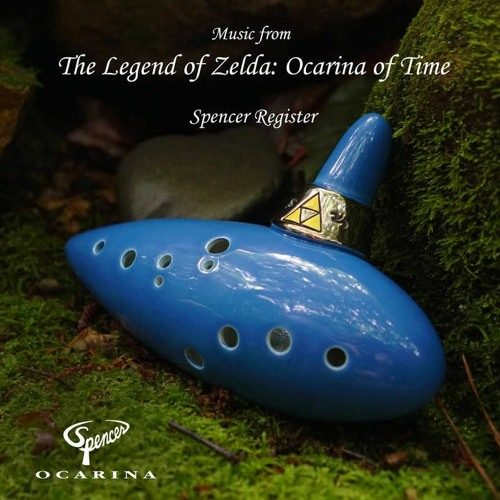 Music from
The Legend of Zelda: Ocarina of Time
Spencer Register
Spencer
OCARINA